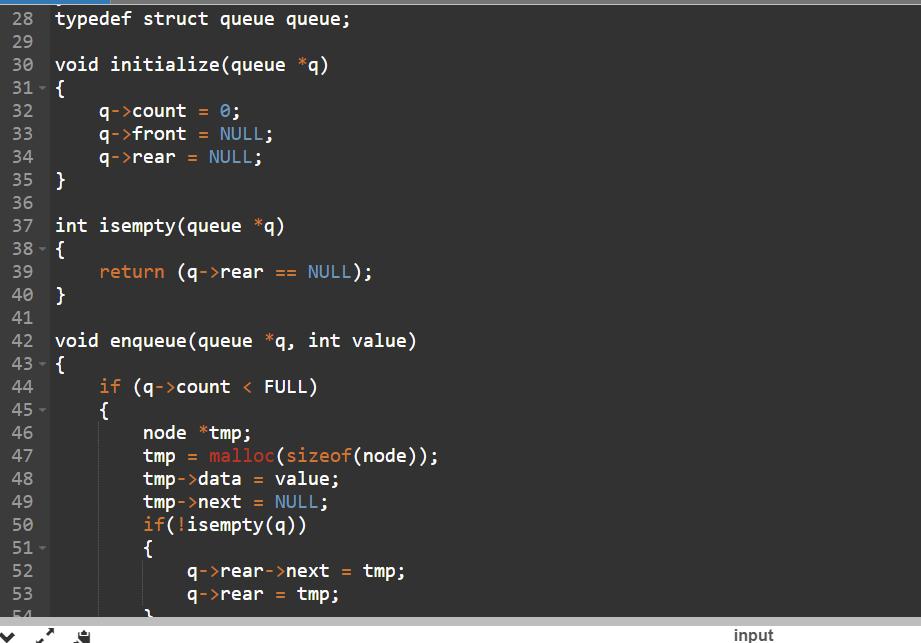 28 typedef struct queue queue;
29
30 void initialize(queue *q)
31 {
32     q->count = 0;
33     q->front = NULL;
34     q->rear = NULL;
35 }
36
37 int isempty(queue *q)
38 {
39     return (q->rear == NULL);
40 }
41
42 void enqueue(queue *q, int value)
43 {
44     if (q->count < FULL)
45     {
46         node *tmp;
47         tmp = malloc(sizeof(node));
48         tmp->data = value;
49         tmp->next = NULL;
50         if(!isempty(q))
51         {
52             q->rear->next = tmp;
53             q->rear = tmp;
54         }
input